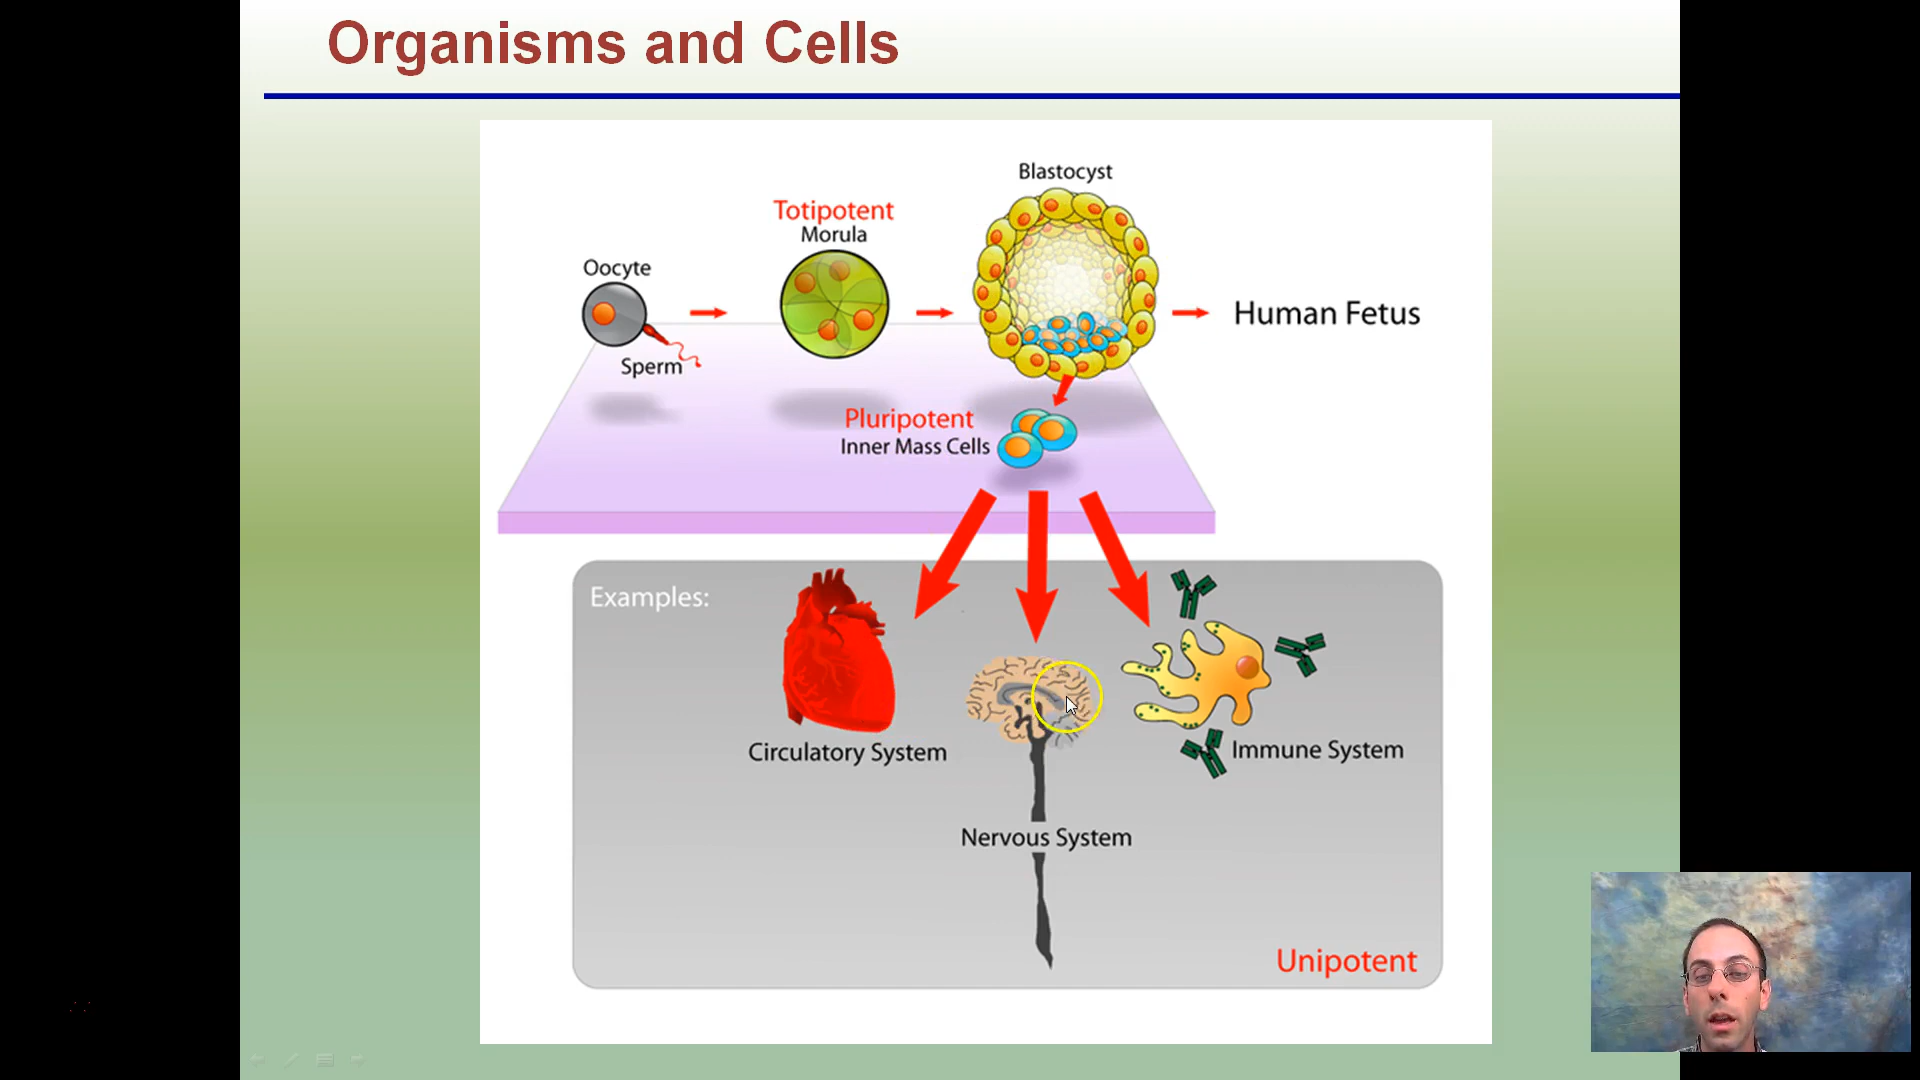 Organisms and Cells
Blastocyst
Totipotent
Morula
Oocyte
Human Fetus
Sperm
Pluripotent
Inner Mass Cells
Examples:
Circulatory System
Immune System
Nervous System
Unipotent